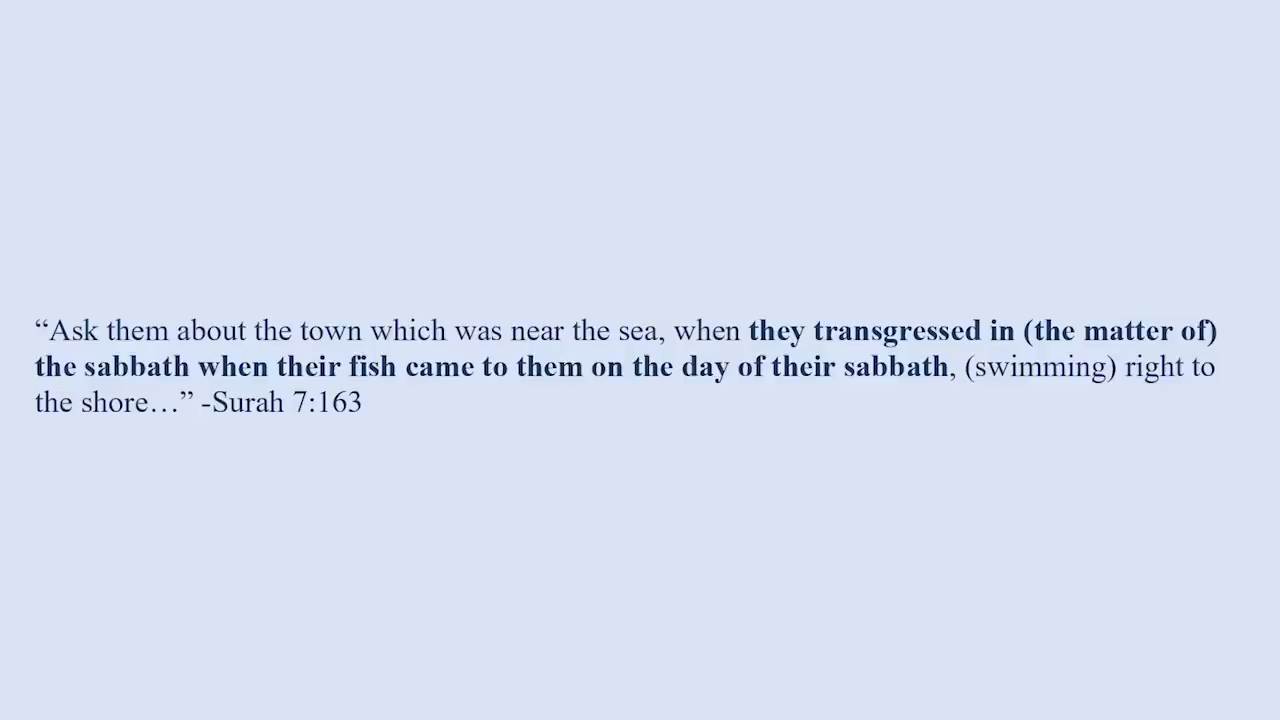 “Ask them about the town which was near the sea, when they transgressed in (the matter of)
the sabbath when their fish came to them on the day of their sabbath, (swimming) right to
the shore…” -Surah 7:163